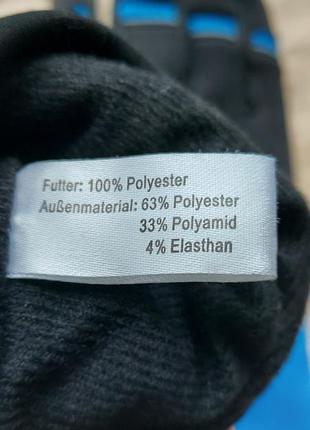 Futter: 100% Polyester
Außenmaterial: 63% Polyester
33% Polyamid
4% Elasthan